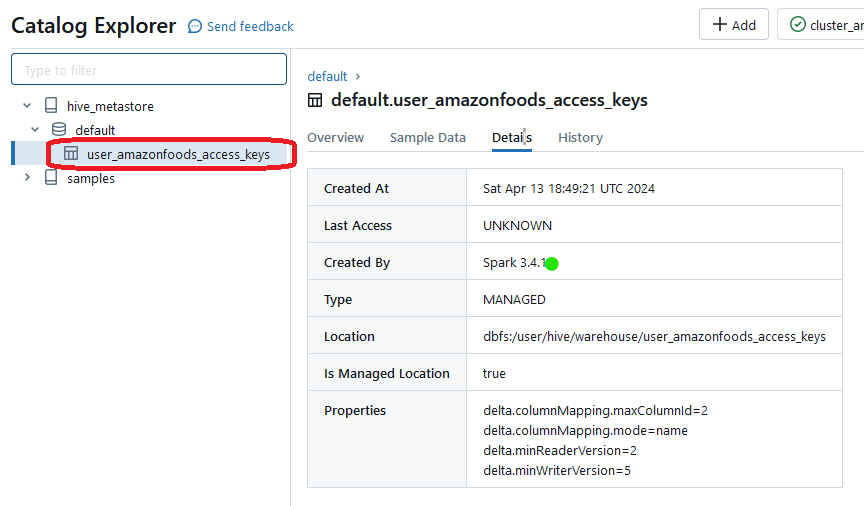 Catalog Explorer Send feedback + Add cluster_ar
Type to filter
hive_metastore
default
user_amazonfoods_access_keys
samples
default >
default.user_amazonfoods_access_keys
Overview Sample Data Details History
Created At Sat Apr 13 18:49:21 UTC 2024
Last Access UNKNOWN
Created By Spark 3.4.1
Type MANAGED
Location dbfs:/user/hive/warehouse/user_amazonfoods_access_keys
Is Managed Location true
Properties delta.columnMapping.maxColumnId=2
delta.columnMapping.mode=name
delta.minReaderVersion=2
delta.minWriterVersion=5